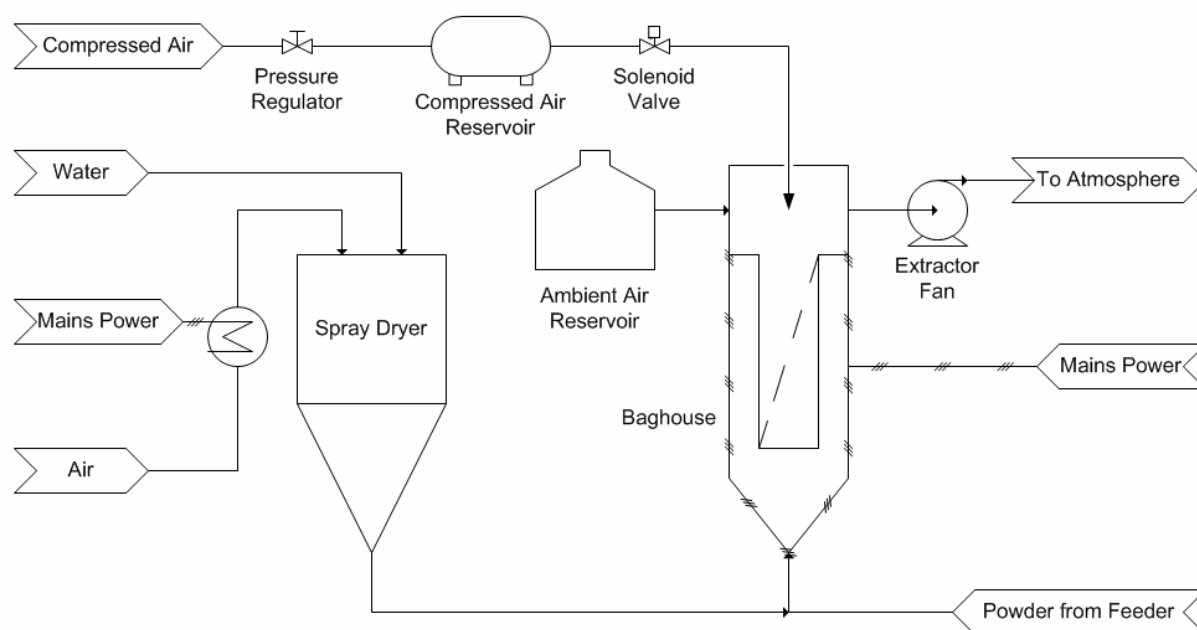 Compressed Air
Pressure
Regulator
Compressed Air
Reservoir
Solenoid
Valve
Water
To Atmosphere
Extractor
Fan
Ambient Air
Reservoir
Mains Power
Spray Dryer
Mains Power
Baghouse
Air
Powder from Feeder